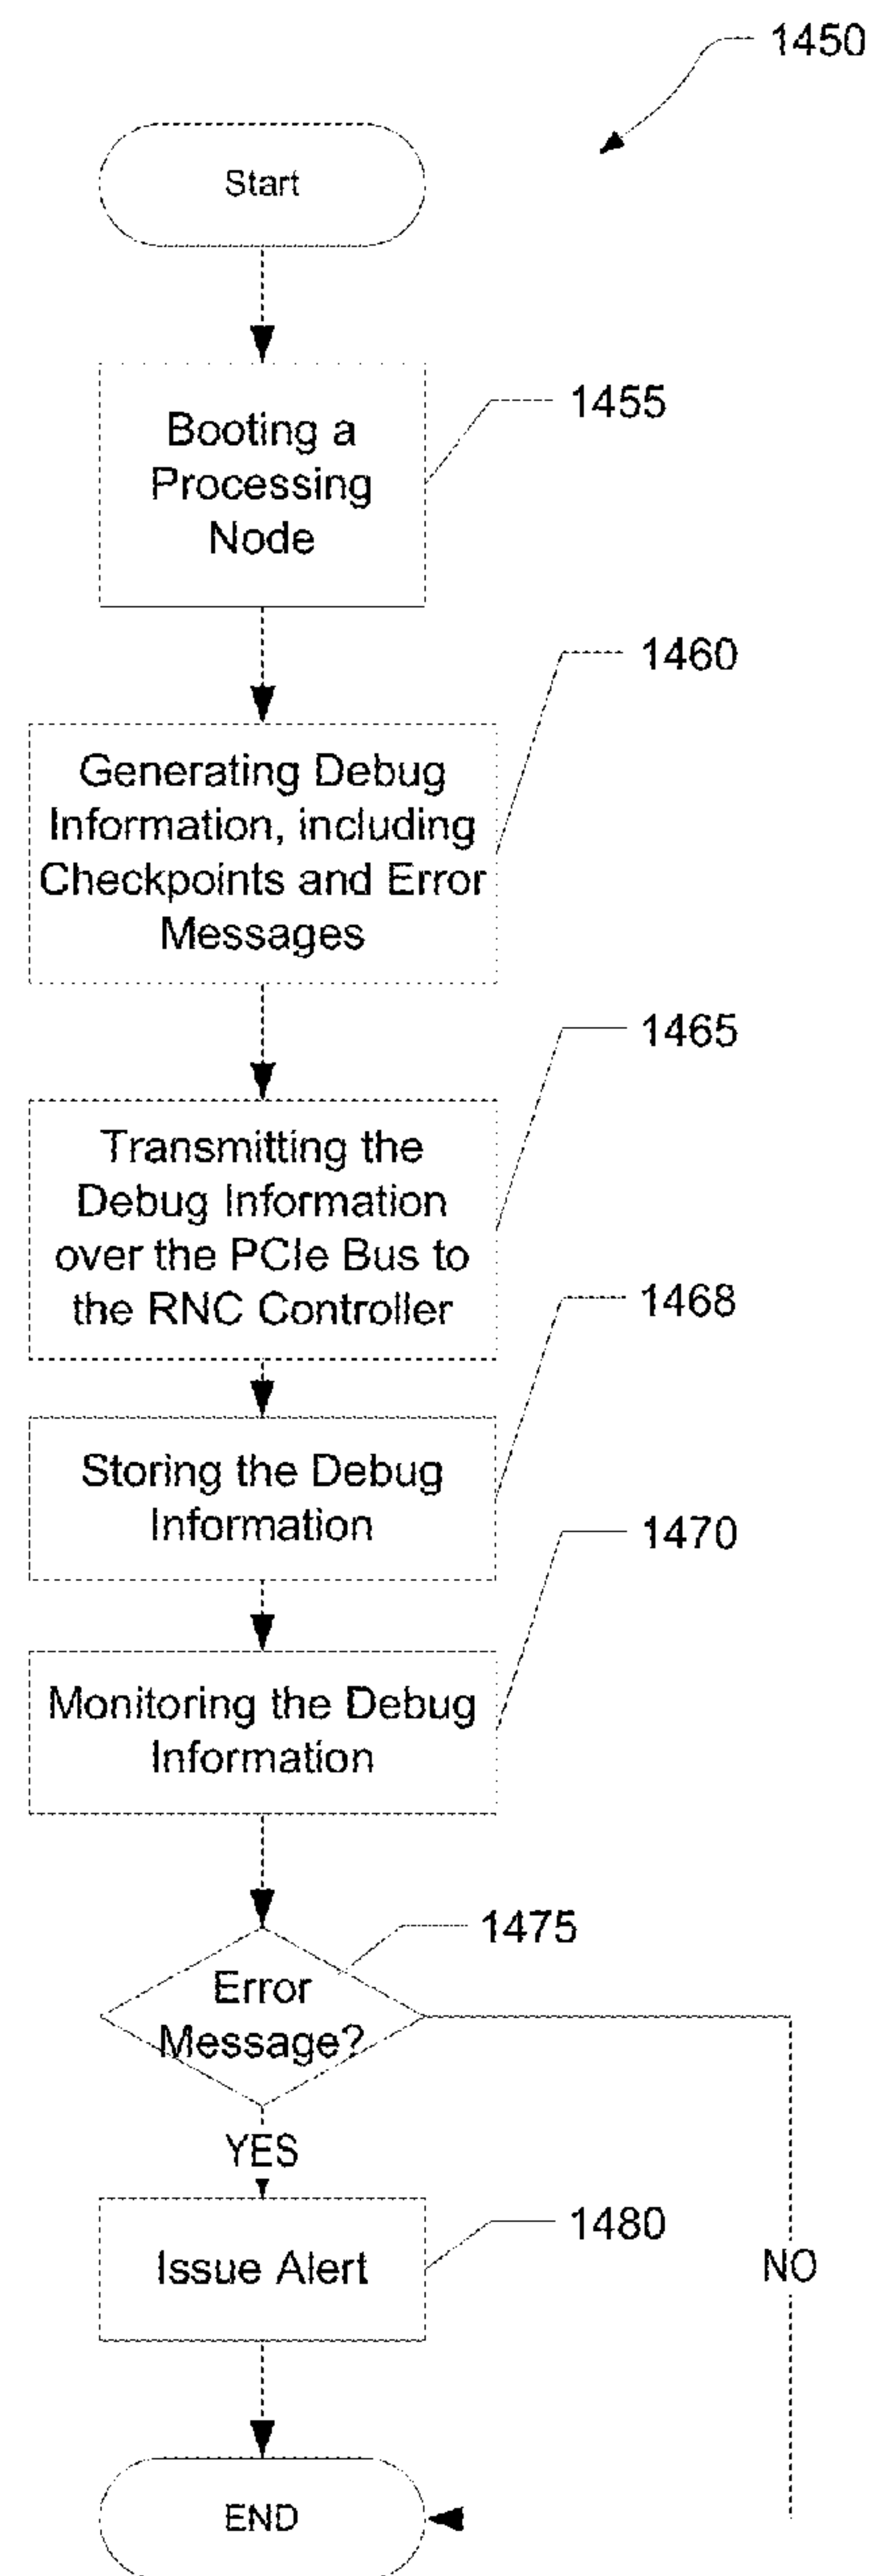 1450
Start
Booting a
Processing
Node
1455
1460
Generating Debug
Information, including
Checkpoints and Error
Messages
1465
Transmitting the
Debug Information
over the PCIe Bus to
the RNC Controller
1468
Storing the Debug
Information
1470
Monitoring the Debug
Information
1475
Error
Message?
YES
1480
Issue Alert
NO
END